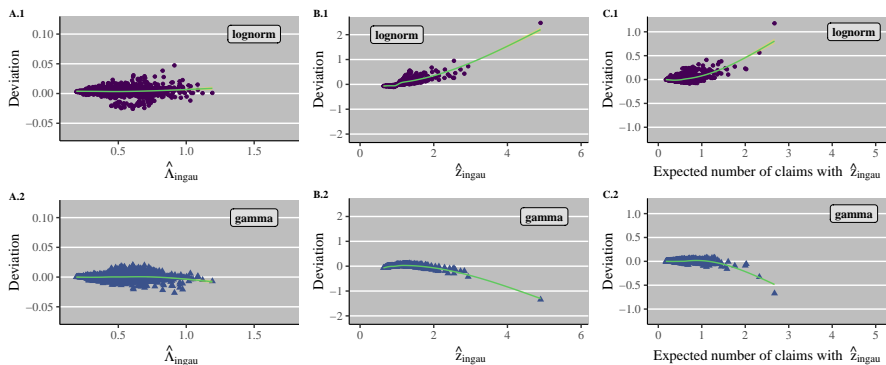 A.1
lognorm
Deviation
0.10
0.05
0.00
−0.05
0.5
1.0
1.5
Λ̂ingau
B.1
lognorm
Deviation
2
1
0
−1
−2
0
2
4
6
ẑingau
C.1
lognorm
Deviation
1.0
0.5
0.0
−0.5
−1.0
0
1
2
3
4
5
Expected number of claims with ẑingau
A.2
gamma
Deviation
0.10
0.05
0.00
−0.05
0.5
1.0
1.5
Λ̂ingau
B.2
gamma
Deviation
2
1
0
−1
−2
0
2
4
6
ẑingau
C.2
gamma
Deviation
1.0
0.5
0.0
−0.5
−1.0
0
1
2
3
4
5
Expected number of claims with ẑingau